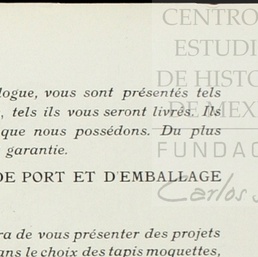 CENTRO
ESTUDI
DE HISTO
DE MEX
FUNDAC
Carlos S
logue, vous sont présentés tels
, tels ils vous seront livrés. Ils
que nous possédons. Du plus
garantie.
DE PORT ET D'EMBALLAGE
ra de vous présenter des projets
ans le choix des tapis moquettes,